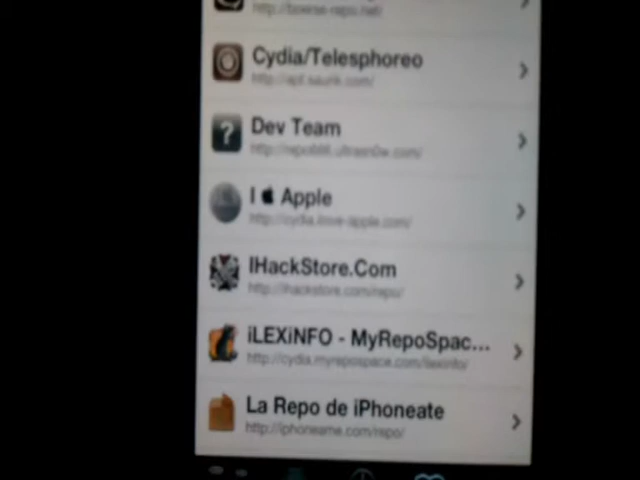 Cydia/Telesphoreo
http://apt.saurik.com/
Dev Team
http://repo666.ultrasn0w.com/
I  Apple
http://cydia.ilove-apple.com/
IHackStore.Com
http://ihackstore.com/repo/
iLEXiNFO - MyRepoSpac...
http://cydia.myrepospace.com/ilexinfo/
La Repo de iPhoneate
http://iphoneame.com/repo/